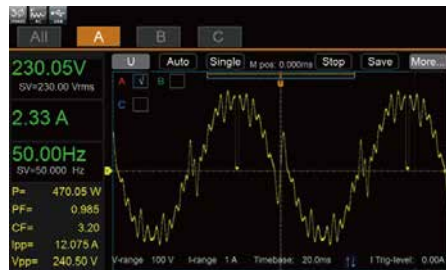 All A B C
230.05V
SV=230.00 Vrms
2.33 A
50.00Hz
SV=50.000 Hz
P= 470.05 W
PF= 0.985
CF= 3.20
Ipp= 12.075 A
Vpp= 240.50 V
U Auto Single M pos: 0.000ms Stop Save More...
A √ B
C
V-range 100 V I-range 1 A Timebase: 20.0ms ↑↓ I Trig-level: 0.00A